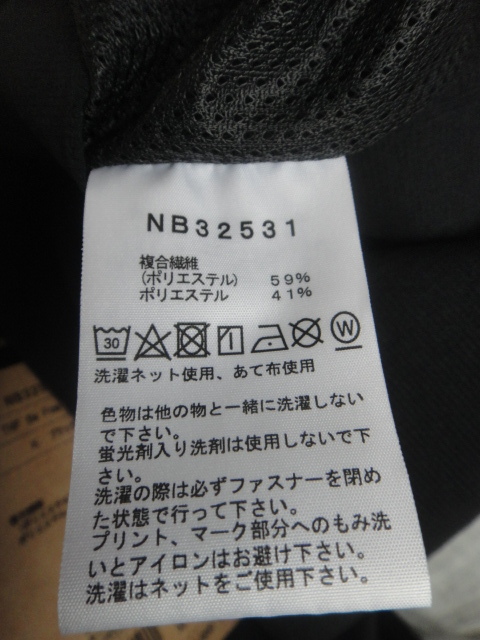 NB32531
複合繊維
(ポリエステル) 59%
ポリエステル 41%
30 W
洗濯ネット使用、あて布使用
色物は他の物と一緒に洗濯しない
で下さい。
蛍光剤入り洗剤は使用しないで下
さい。
洗濯の際は必ずファスナーを閉め
た状態で行って下さい。
プリント、マーク部分へのもみ洗
いとアイロンはお避け下さい。
洗濯はネットをご使用下さい。